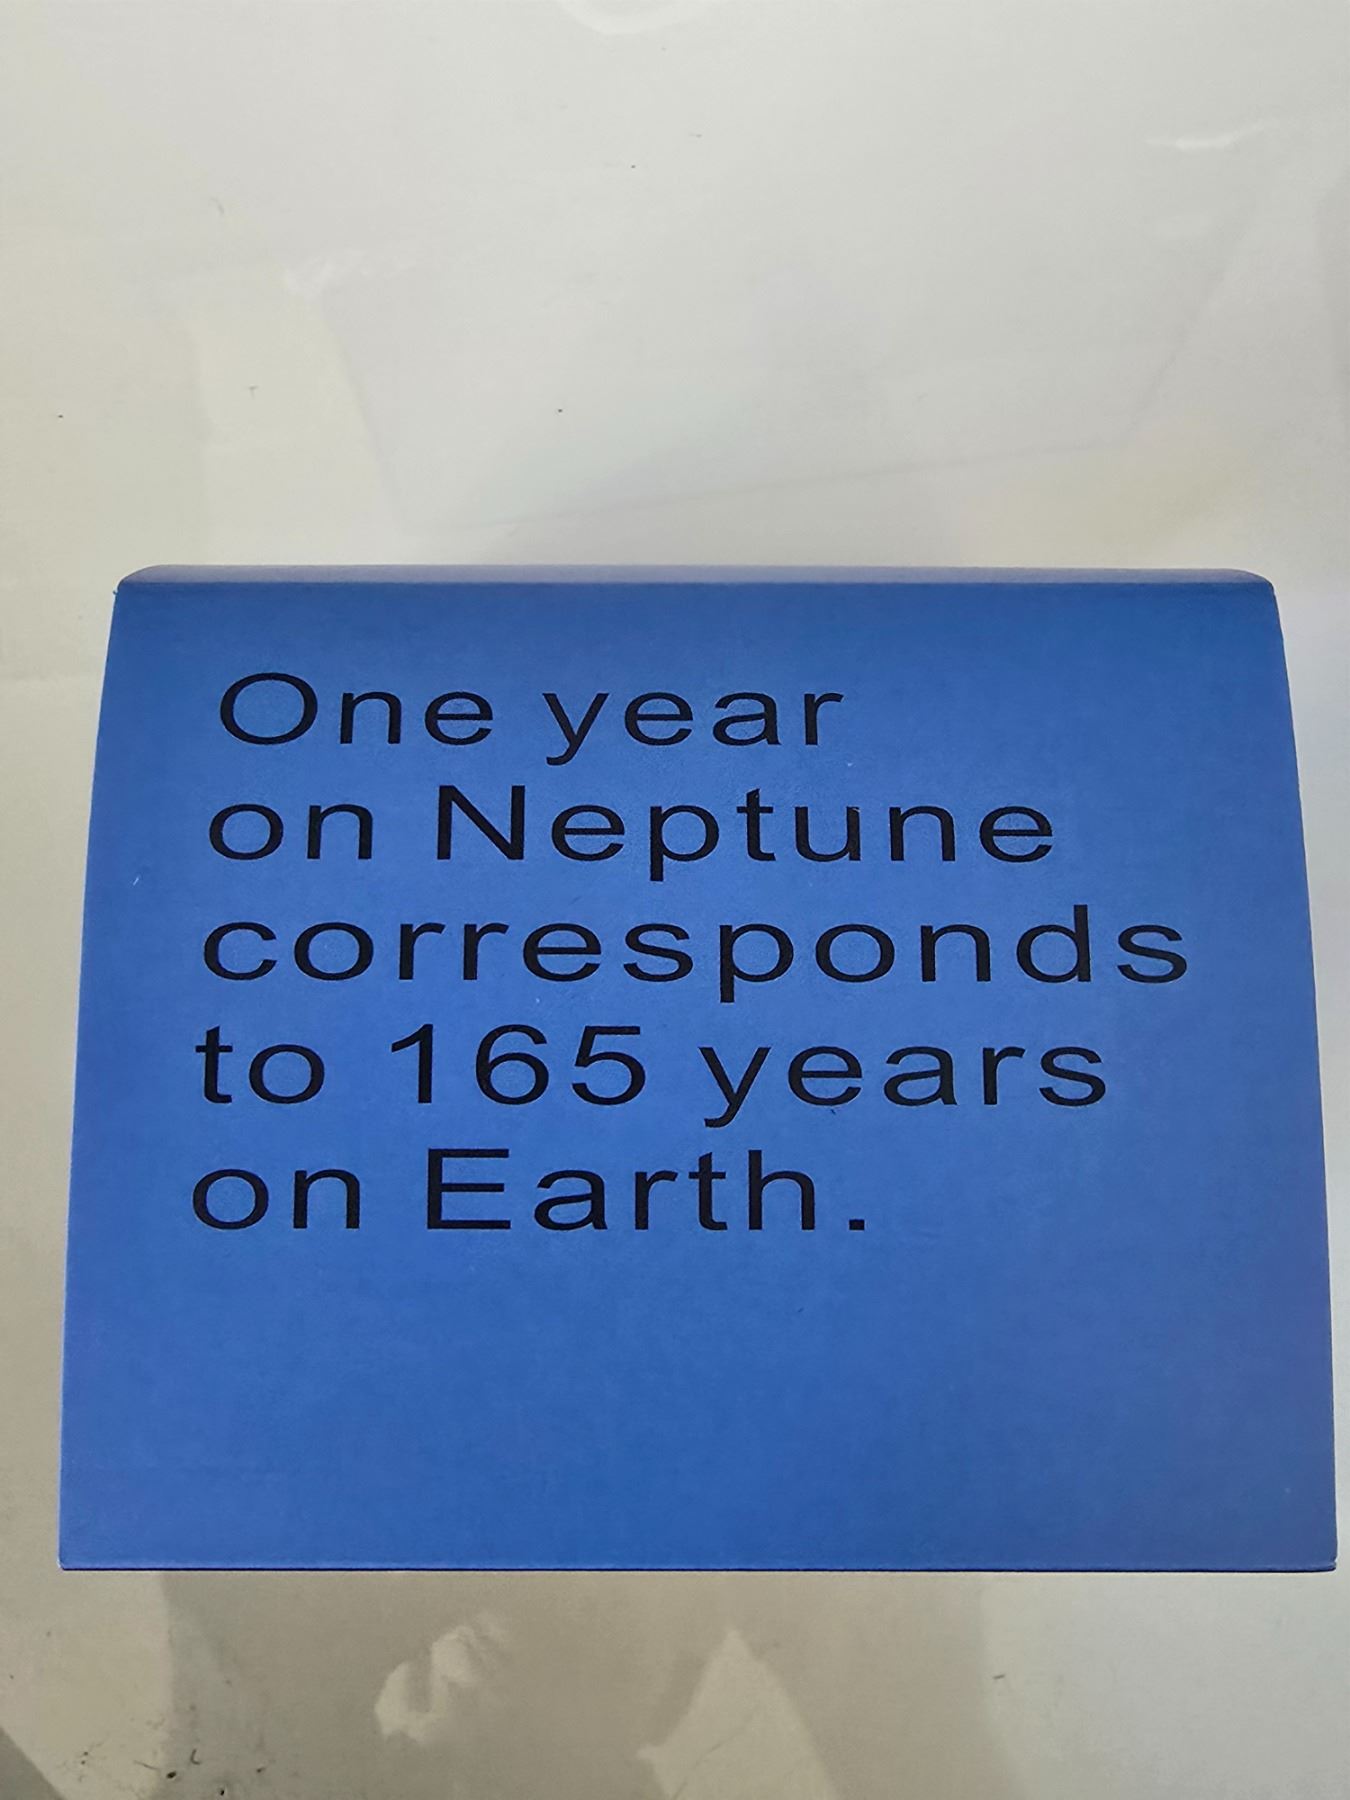 One year
on Neptune
corresponds
to 165 years
on Earth.